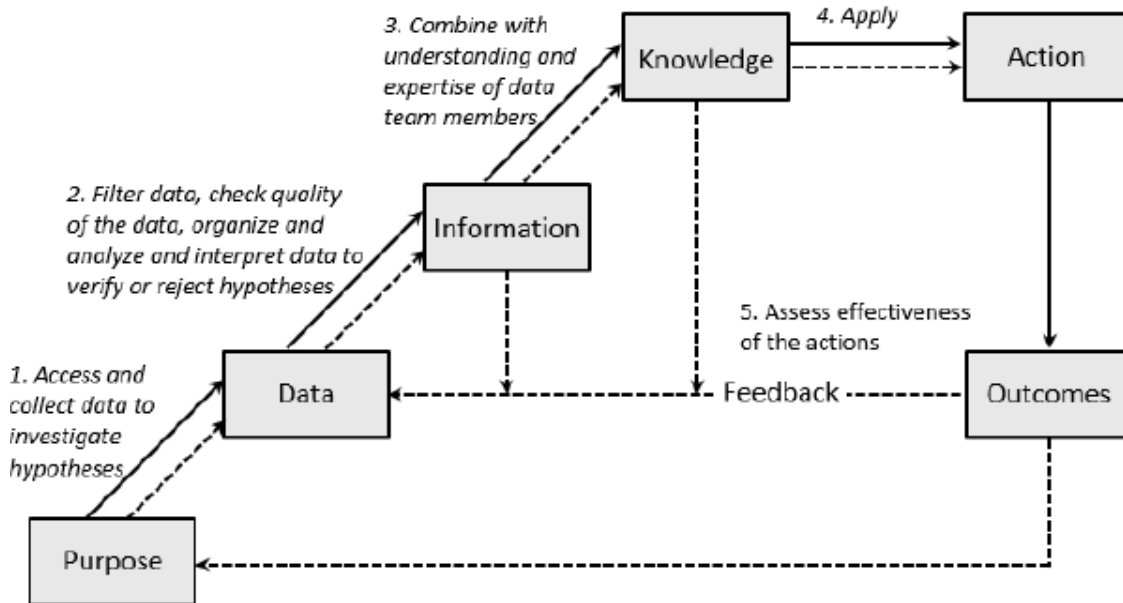 3. Combine with
understanding and
expertise of data
team members
4. Apply
Knowledge
Action
2. Filter data, check quality
of the data, organize and
analyze and interpret data to
verify or reject hypotheses
Information
5. Assess effectiveness
of the actions
1. Access and
collect data to
investigate
hypotheses
Data
Feedback
Outcomes
Purpose